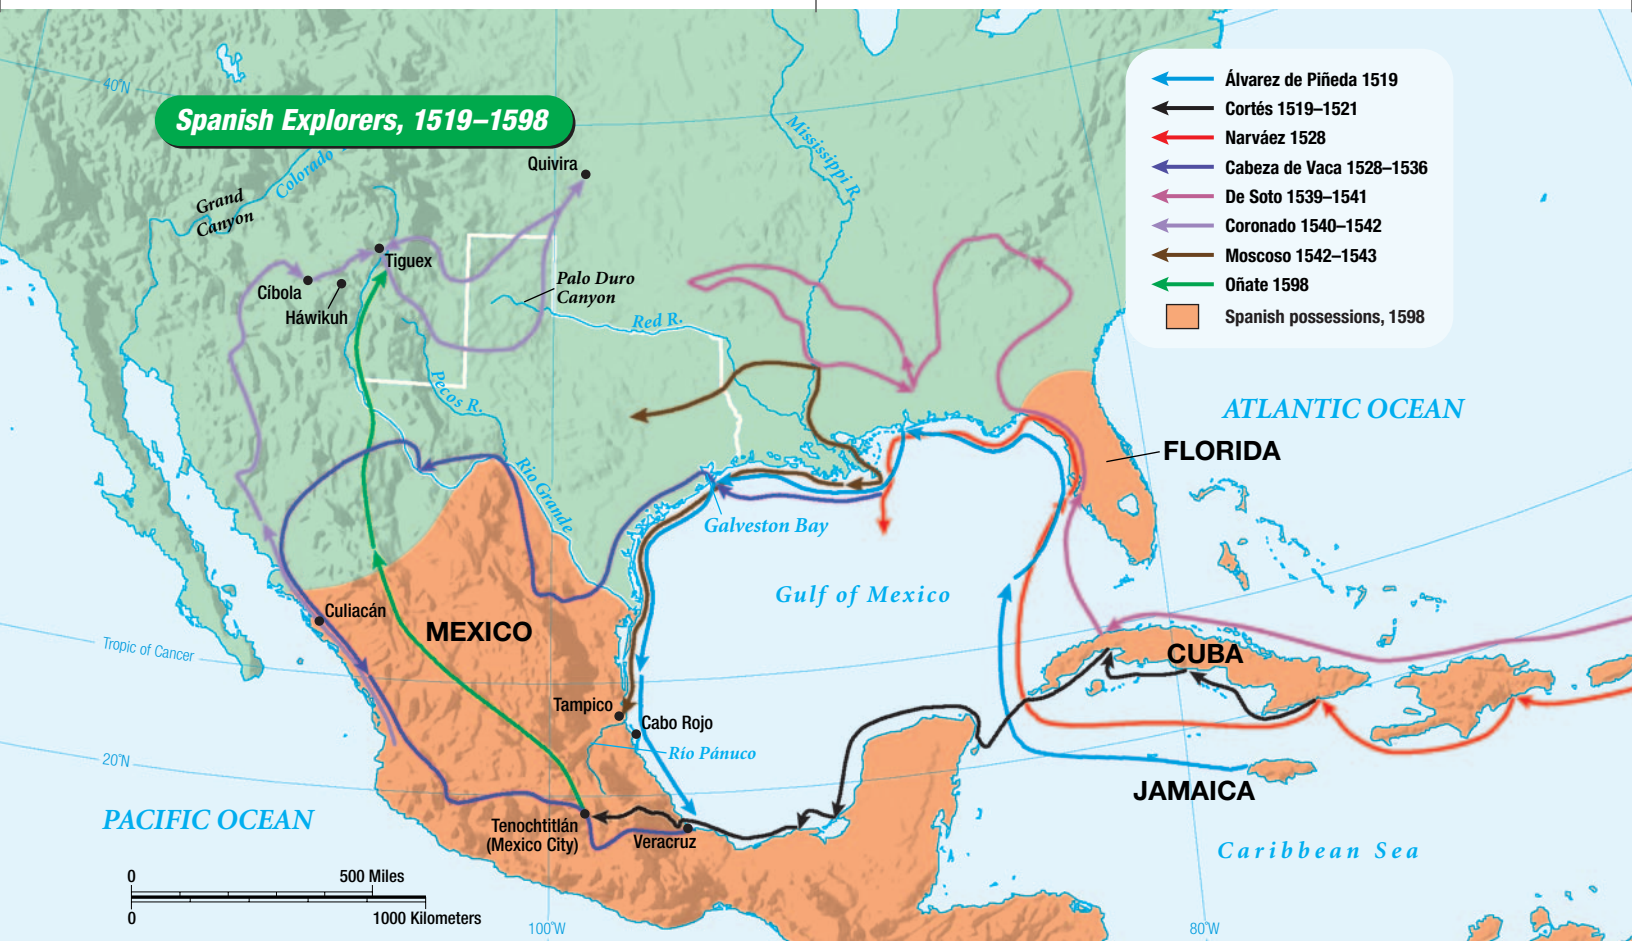 40°N
Spanish Explorers, 1519–1598
Álvarez de Piñeda 1519
Cortés 1519–1521
Narváez 1528
Cabeza de Vaca 1528–1536
De Soto 1539–1541
Coronado 1540–1542
Moscoso 1542–1543
Oñate 1598
Spanish possessions, 1598
Mississippi R.
Quivira
Colorado
Grand
Canyon
Tiguex
Cíbola
Háwikuh
Palo Duro
Canyon
Red R.
Pecos R.
ATLANTIC OCEAN
FLORIDA
Rio Grande
Galveston Bay
Gulf of Mexico
Culiacán
MEXICO
Tropic of Cancer
CUBA
Tampico
Cabo Rojo
Río Pánuco
20°N
JAMAICA
PACIFIC OCEAN
Tenochtitlán
(Mexico City)
Veracruz
Caribbean Sea
0
500 Miles
0
1000 Kilometers
100°W
80°W